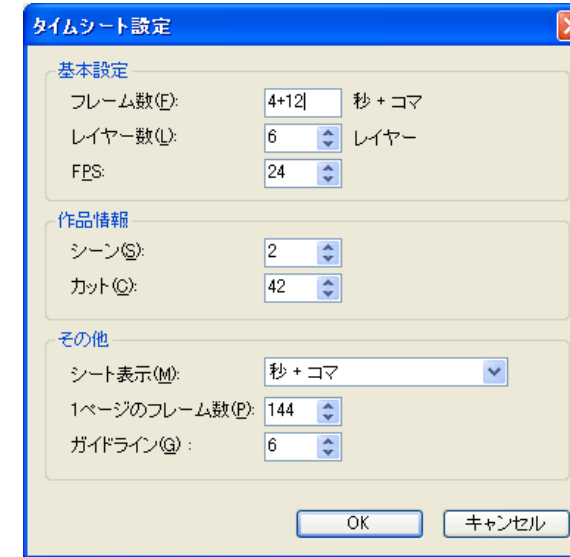 タイムシート設定
基本設定
フレーム数(F): 4+12 秒 + コマ
レイヤー数(L): 6 レイヤー
FPS: 24
作品情報
シーン(S): 2
カット(C): 42
その他
シート表示(M): 秒 + コマ
1ページのフレーム数(P): 144
ガイドライン(G) : 6
OK キャンセル